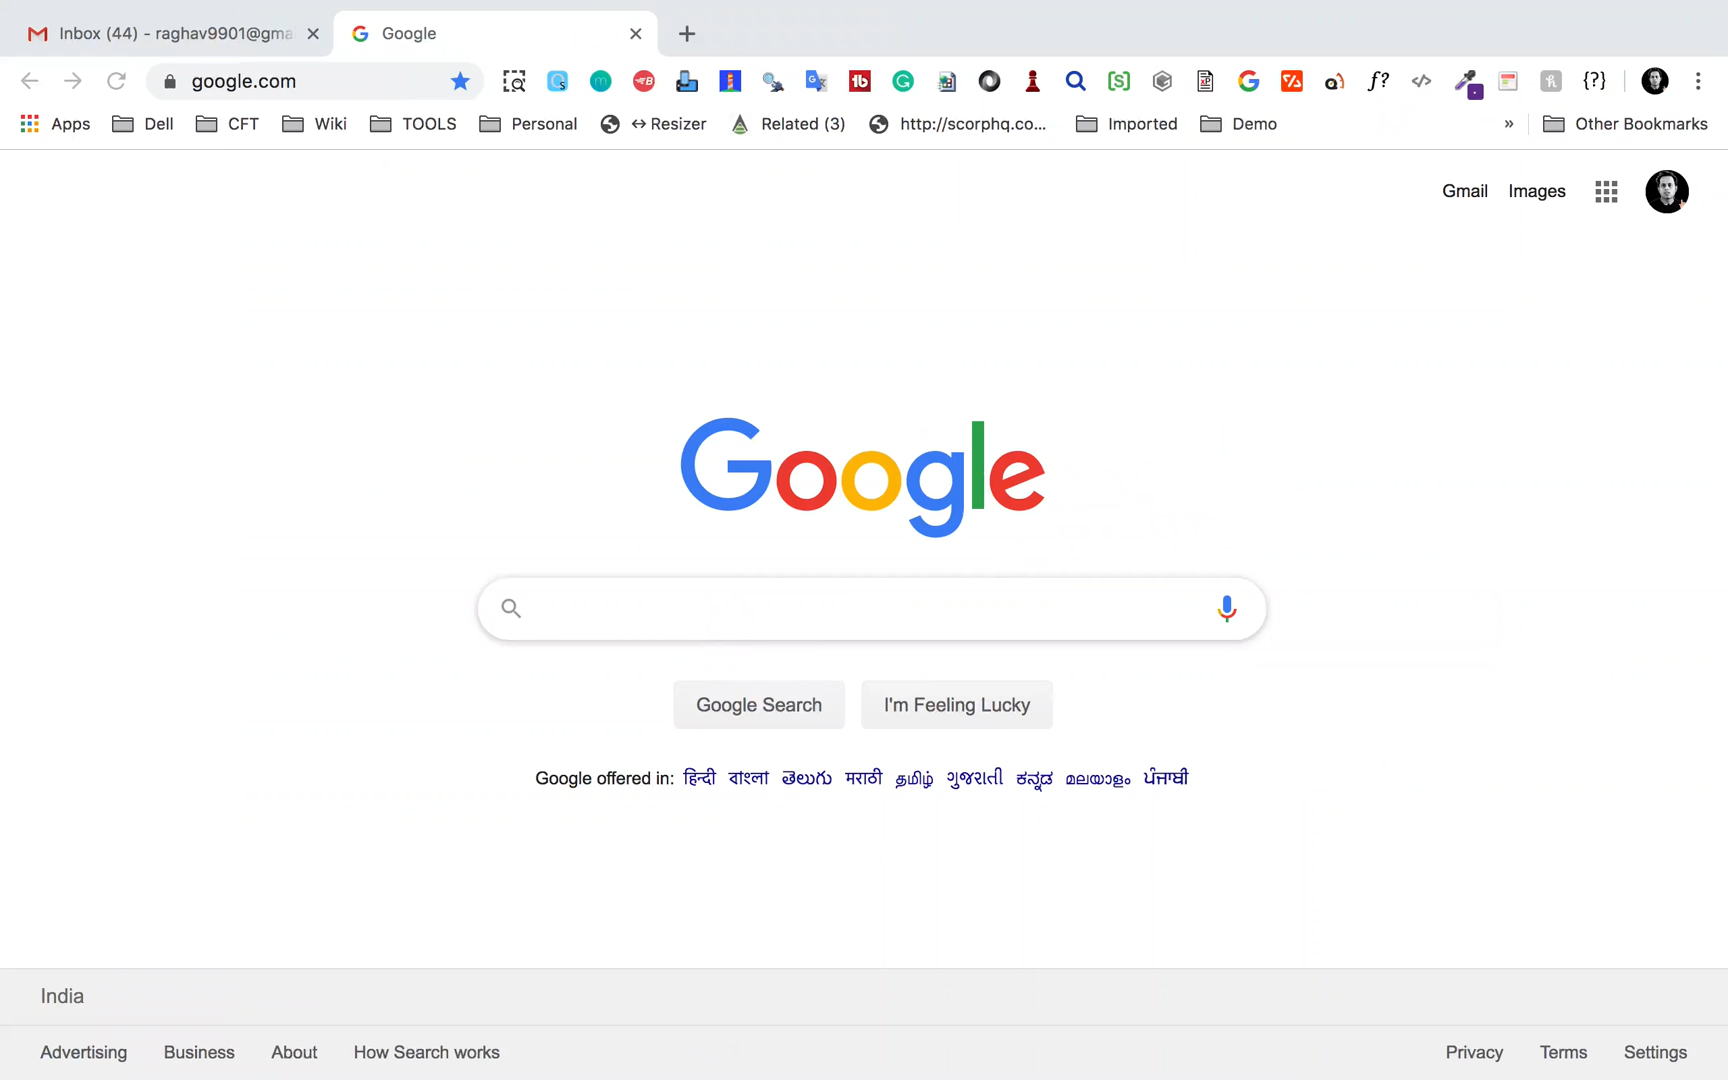 Inbox (44) - raghav9901@gma
Google
google.com
Apps Dell CFT Wiki TOOLS Personal ↔ Resizer Related (3) http://scorphq.co... Imported Demo » Other Bookmarks
Gmail Images
Google
Google Search I'm Feeling Lucky
Google offered in: हिन्दी বাংলা తెలుగు मराठी தமிழ் ગુજરાતી ಕನ್ನಡ മലയാളം ਪੰਜਾਬੀ
India
Advertising Business About How Search works Privacy Terms Settings